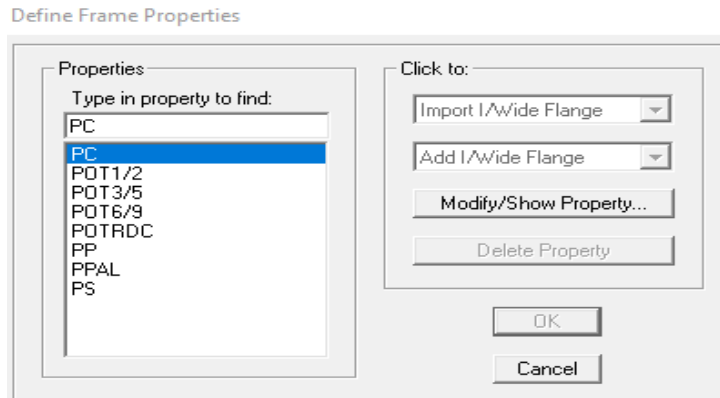 Define Frame Properties
Properties
Type in property to find:
PC
PC
POT1/2
POT3/5
POT6/9
POTRDC
PP
PPAL
PS
Click to:
Import I/Wide Flange
Add I/Wide Flange
Modify/Show Property...
Delete Property
OK
Cancel